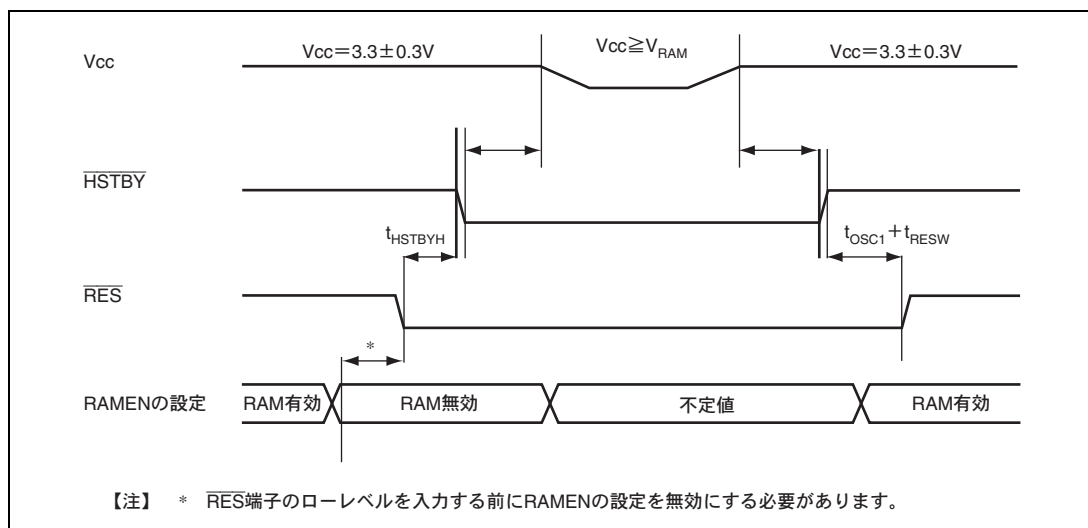 Vcc
Vcc＝3.3±0.3V
Vcc≧VRAM
Vcc＝3.3±0.3V
HSTBY
tHSTBYH
tOSC1＋tRESW
RES
*
RAMENの設定
RAM有効
RAM無効
不定値
RAM有効
【注】 * RES端子のローレベルを入力する前にRAMENの設定を無効にする必要があります。